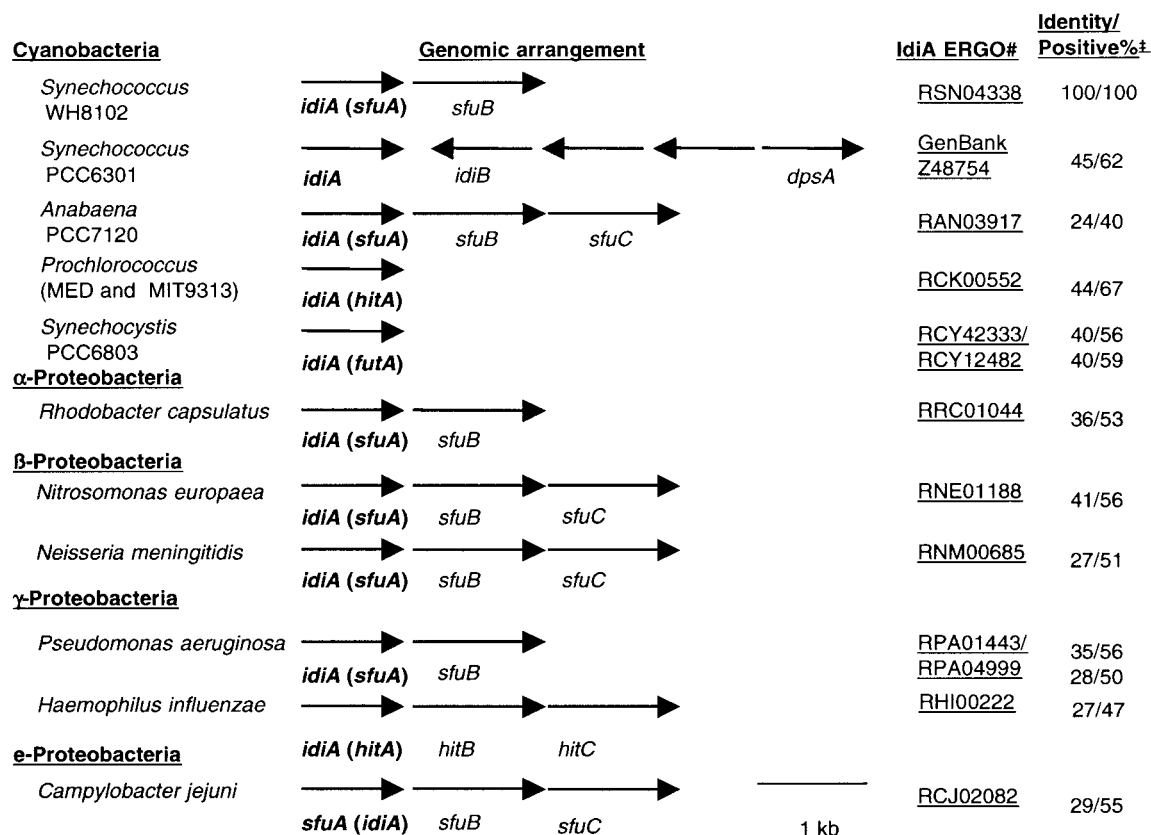 Identity/
Cyanobacteria Genomic arrangement IdiA ERGO# Positive%‡
Synechococcus
WH8102
idiA (sfuA) sfuB
RSN04338 100/100
Synechococcus
PCC6301
idiA idiB dpsA
GenBank
Z48754 45/62
Anabaena
PCC7120
idiA (sfuA) sfuB sfuC
RAN03917 24/40
Prochlorococcus
(MED and MIT9313)
idiA (hitA)
RCK00552 44/67
Synechocystis
PCC6803
idiA (futA)
RCY42333/ 40/56
RCY12482 40/59
α-Proteobacteria
Rhodobacter capsulatus
idiA (sfuA) sfuB
RRC01044 36/53
ß-Proteobacteria
Nitrosomonas europaea
idiA (sfuA) sfuB sfuC
RNE01188 41/56
Neisseria meningitidis
idiA (sfuA) sfuB sfuC
RNM00685 27/51
γ-Proteobacteria
Pseudomonas aeruginosa
idiA (sfuA) sfuB
RPA01443/ 35/56
RPA04999 28/50
Haemophilus influenzae
RHI00222 27/47
idiA (hitA) hitB hitC
e-Proteobacteria
Campylobacter jejuni
RCJ02082 29/55
sfuA (idiA) sfuB sfuC 1 kb